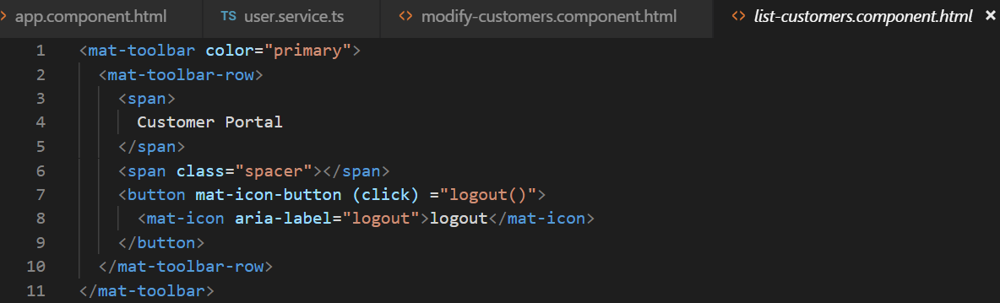 app.component.html TS user.service.ts <> modify-customers.component.html <> list-customers.component.html ×
1 <mat-toolbar color="primary">
2 <mat-toolbar-row>
3 <span>
4 Customer Portal
5 </span>
6 <span class="spacer"></span>
7 <button mat-icon-button (click) ="logout()">
8 <mat-icon aria-label="logout">logout</mat-icon>
9 </button>
10 </mat-toolbar-row>
11 </mat-toolbar>